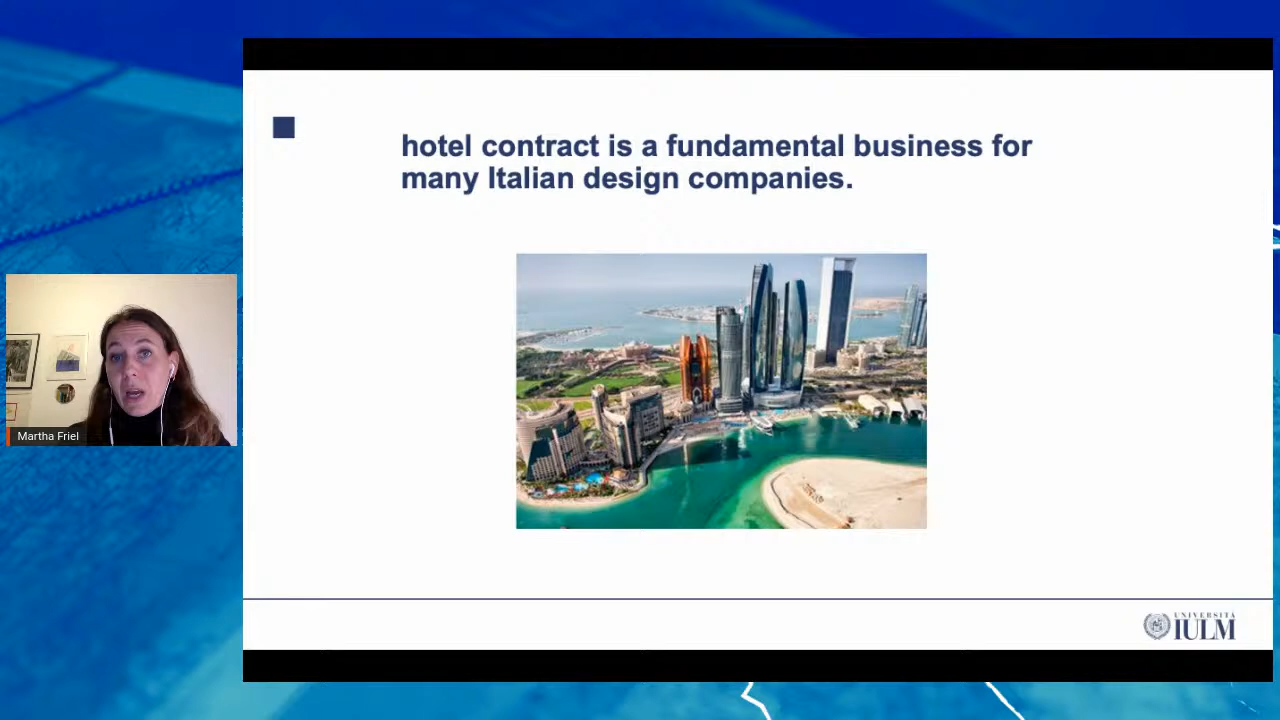 hotel contract is a fundamental business for
many Italian design companies.
Martha Friel
UNIVERSITÀ
IULM